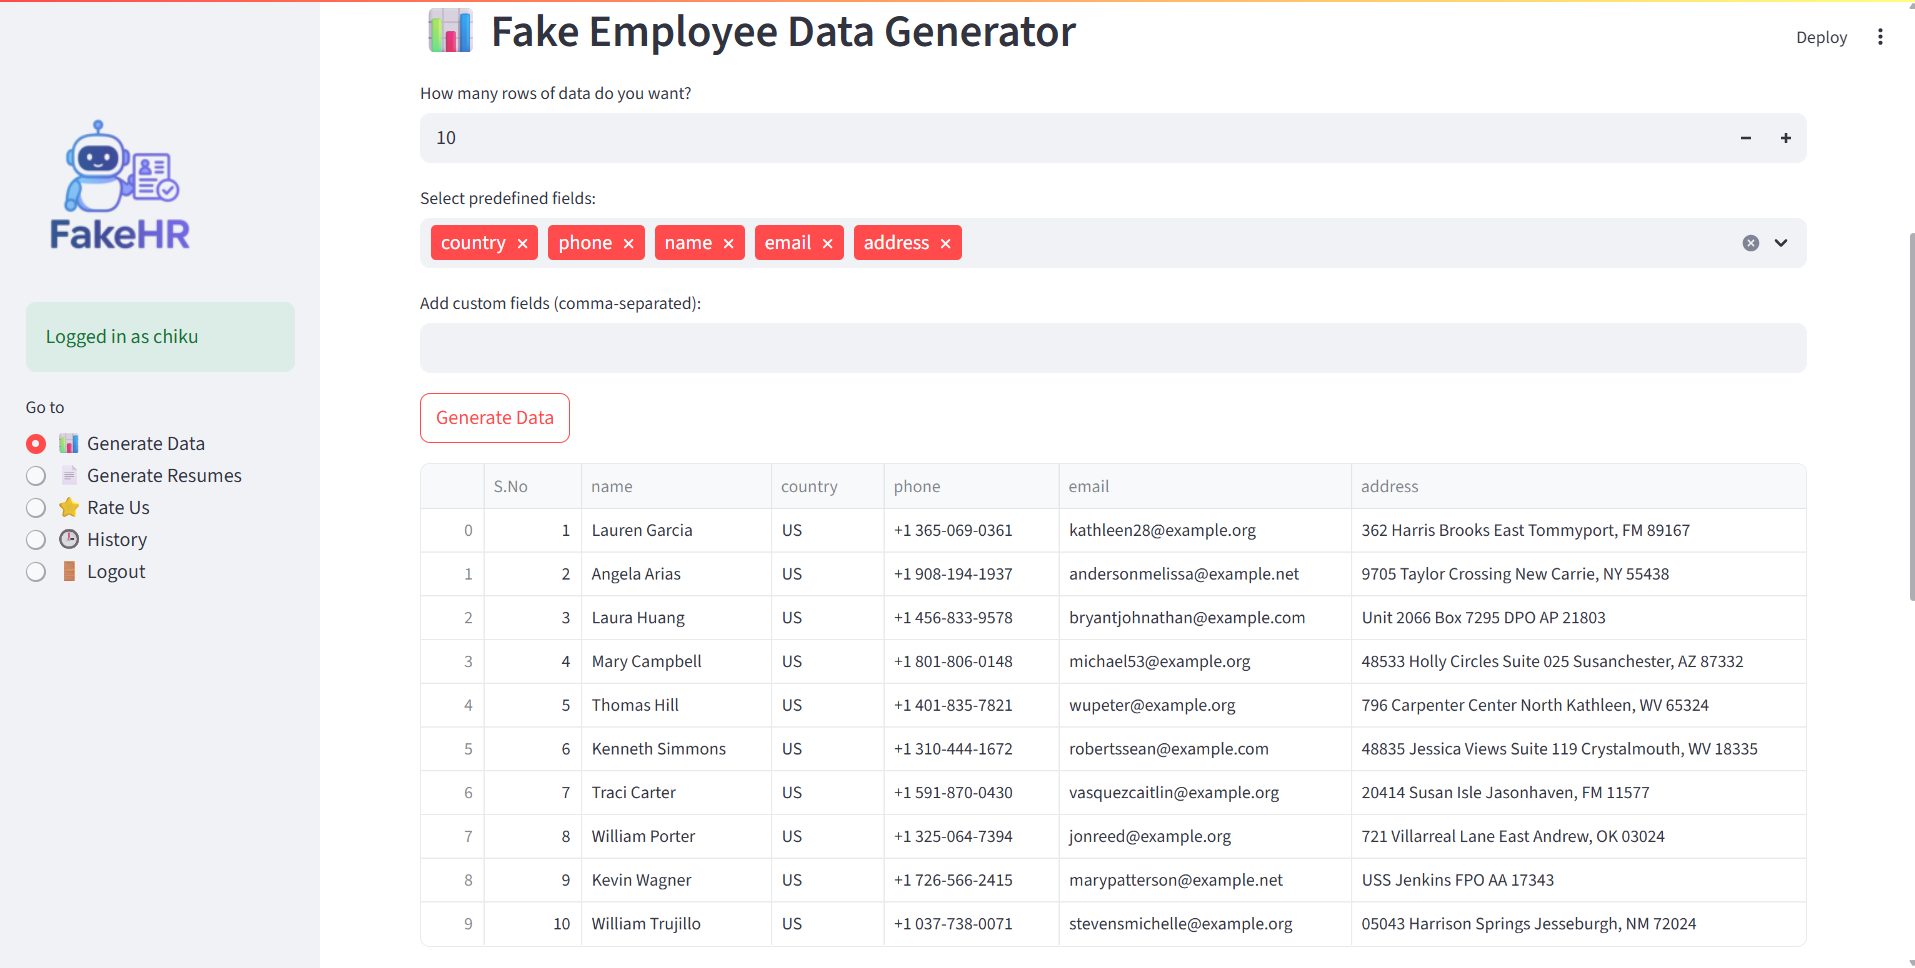 Fake Employee Data Generator
Deploy
How many rows of data do you want?
10
Select predefined fields:
country phone name email address
Add custom fields (comma-separated):
Generate Data
FakeHR
Logged in as chiku
Go to
Generate Data
Generate Resumes
Rate Us
History
Logout
S.No name country phone email address
0 1 Lauren Garcia US +1 365-069-0361 kathleen28@example.org 362 Harris Brooks East Tommyport, FM 89167
1 2 Angela Arias US +1 908-194-1937 andersonmelissa@example.net 9705 Taylor Crossing New Carrie, NY 55438
2 3 Laura Huang US +1 456-833-9578 bryantjohnathan@example.com Unit 2066 Box 7295 DPO AP 21803
3 4 Mary Campbell US +1 801-806-0148 michael53@example.org 48533 Holly Circles Suite 025 Susanchester, AZ 87332
4 5 Thomas Hill US +1 401-835-7821 wupeter@example.org 796 Carpenter Center North Kathleen, WV 65324
5 6 Kenneth Simmons US +1 310-444-1672 robertssean@example.com 48835 Jessica Views Suite 119 Crystalmouth, WV 18335
6 7 Traci Carter US +1 591-870-0430 vasquezcaitlin@example.org 20414 Susan Isle Jasonhaven, FM 11577
7 8 William Porter US +1 325-064-7394 jonreed@example.org 721 Villarreal Lane East Andrew, OK 03024
8 9 Kevin Wagner US +1 726-566-2415 marypatterson@example.net USS Jenkins FPO AA 17343
9 10 William Trujillo US +1 037-738-0071 stevensmichelle@example.org 05043 Harrison Springs Jesseburgh, NM 72024